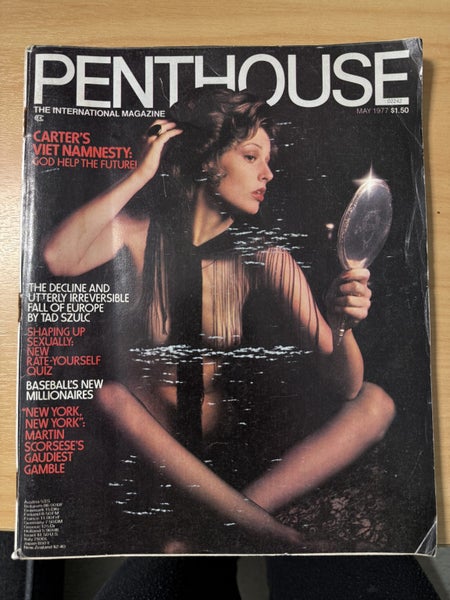 PENTHOUSE
02242
THE INTERNATIONAL MAGAZINE
MAY 1977 $1.50
CARTER'S
VIET NAMNESTY:
GOD HELP THE FUTURE!
THE DECLINE AND
UTTERLY IRREVERSIBLE
FALL OF EUROPE
BY TAD SZULC
SHAPING UP
SEXUALLY:
NEW
RATE-YOURSELF
QUIZ
BASEBALL'S NEW
MILLIONAIRES
"NEW YORK,
NEW YORK":
MARTIN
SCORSESE'S
GAUDIEST
GAMBLE